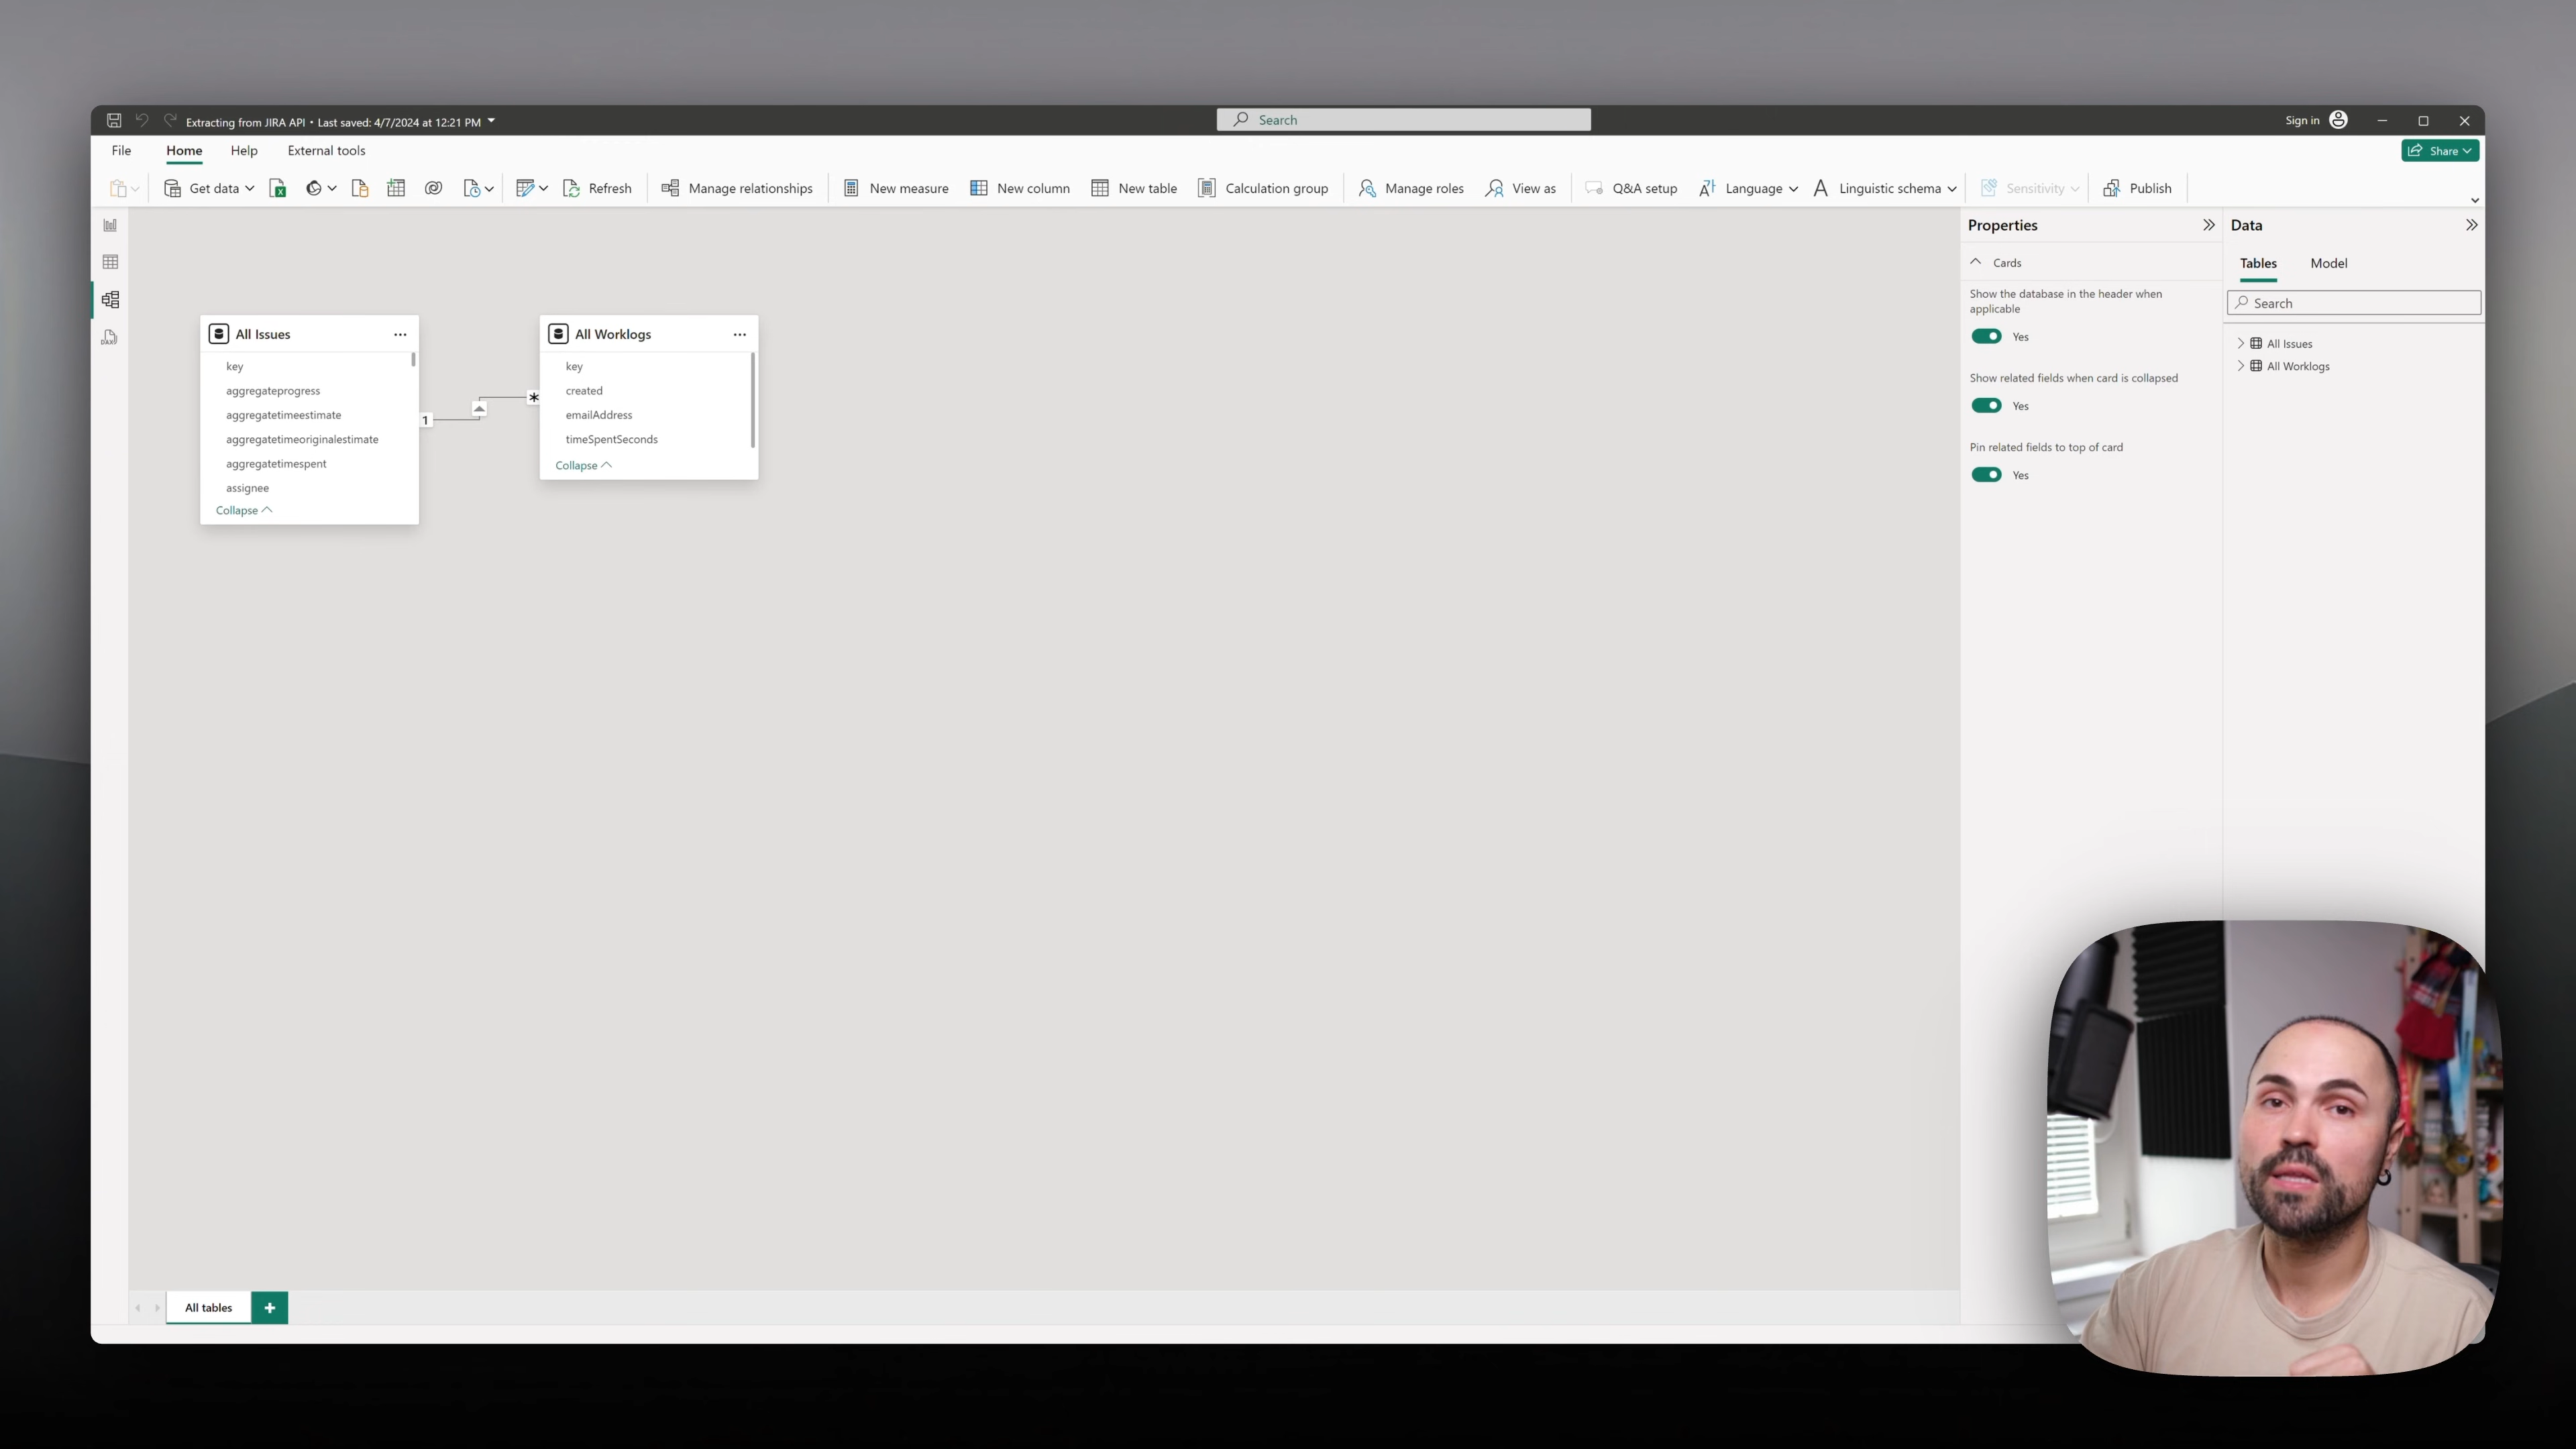 Extracting from JIRA API • Last saved: 4/7/2024 at 12:21 PM
Search
Sign in
File
Home
Help
External tools
Share
Get data
Refresh
Manage relationships
New measure
New column
New table
Calculation group
Manage roles
View as
Q&A setup
Language
Linguistic schema
Sensitivity
Publish
All Issues
key
aggregateprogress
aggregatetimeestimate
aggregatetimeoriginalestimate
aggregatetimespent
assignee
Collapse
1
*
All Worklogs
key
created
emailAddress
timeSpentSeconds
Collapse
Properties
Cards
Show the database in the header when
applicable
Yes
Show related fields when card is collapsed
Yes
Pin related fields to top of card
Yes
Data
Tables
Model
Search
All Issues
All Worklogs
All tables